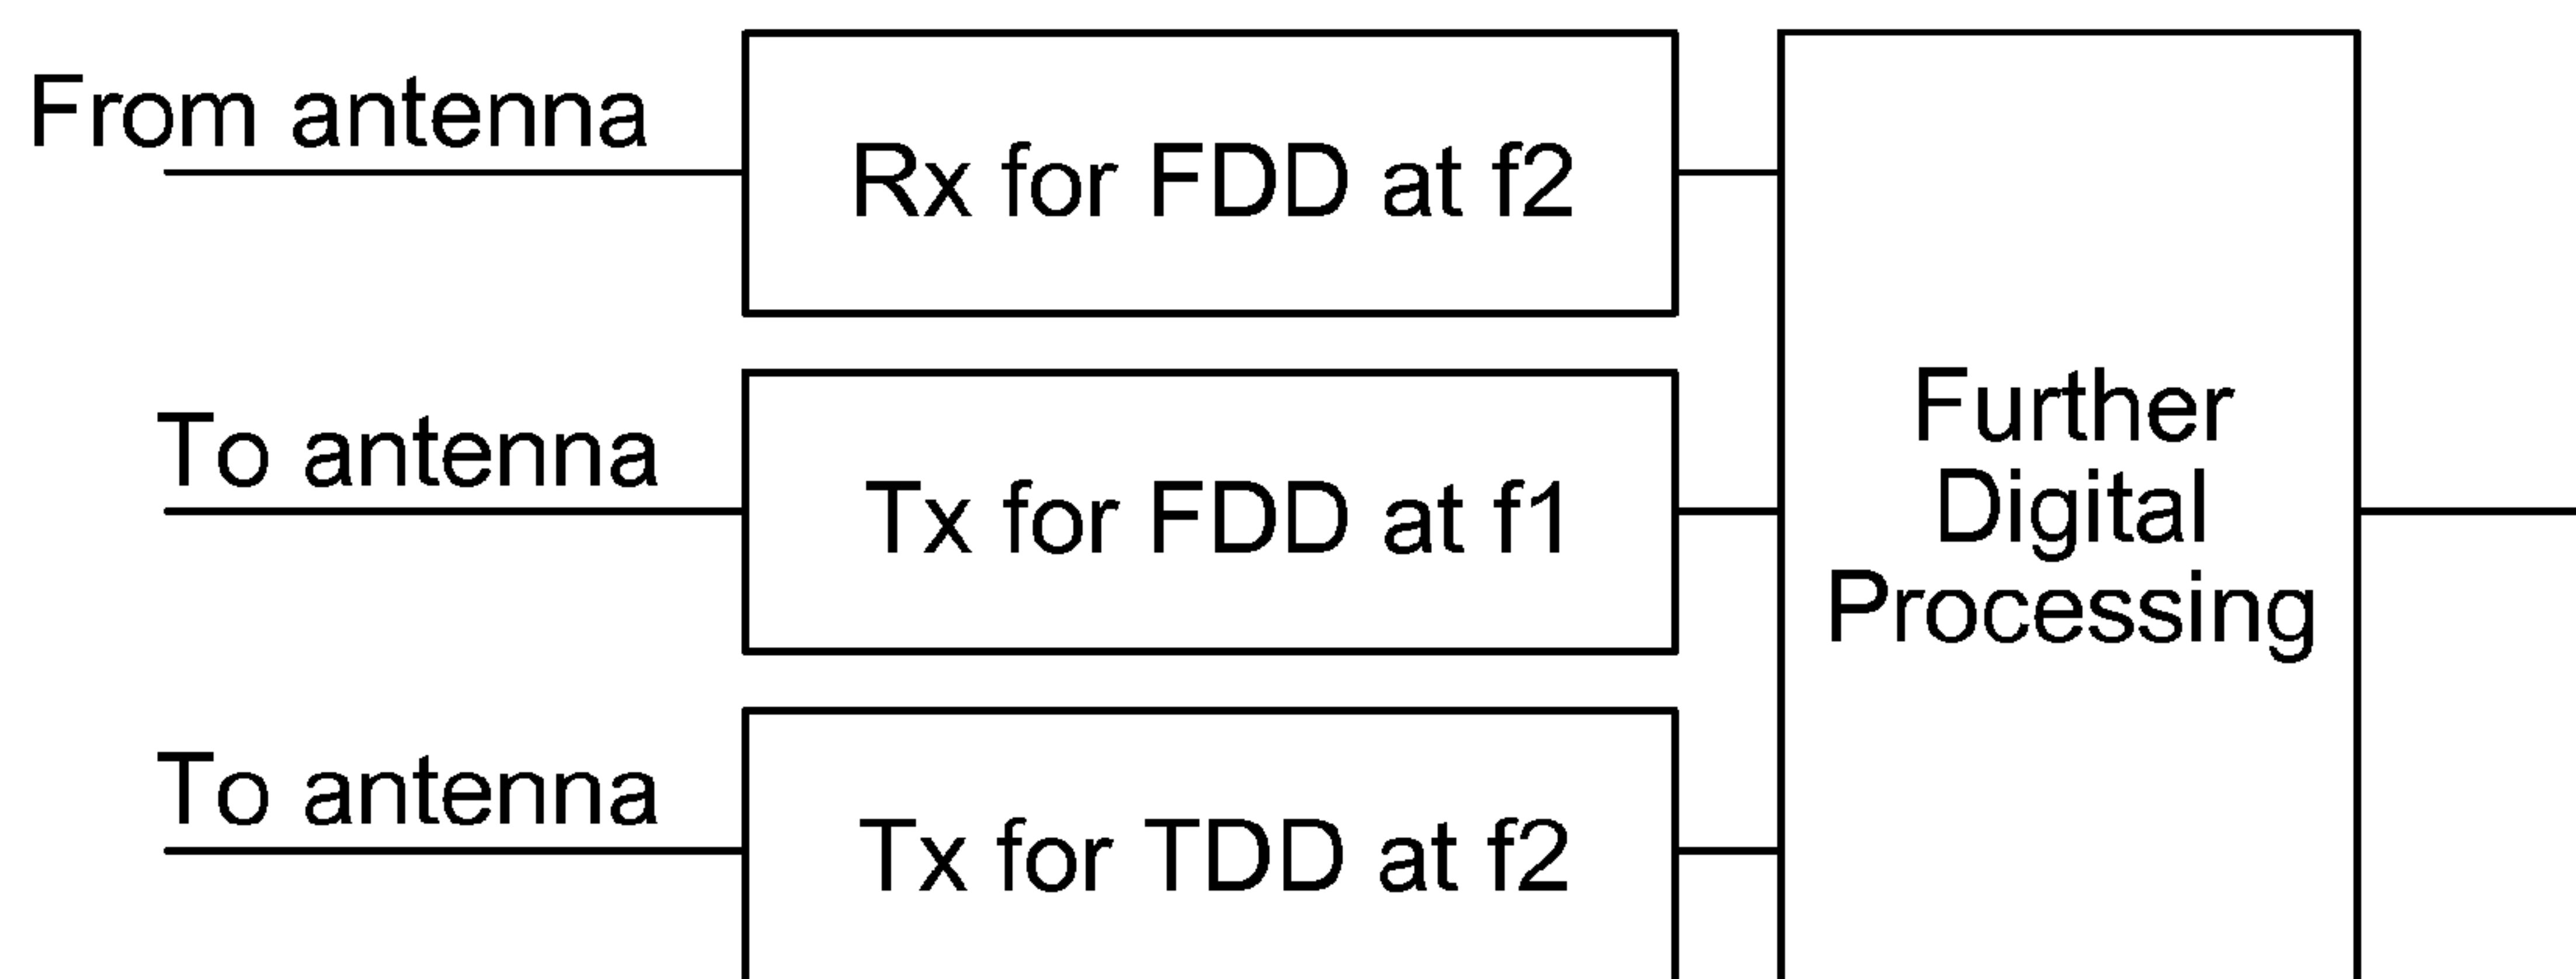 From antenna
Rx for FDD at f2
To antenna
Tx for FDD at f1
Further
Digital
Processing
To antenna
Tx for TDD at f2